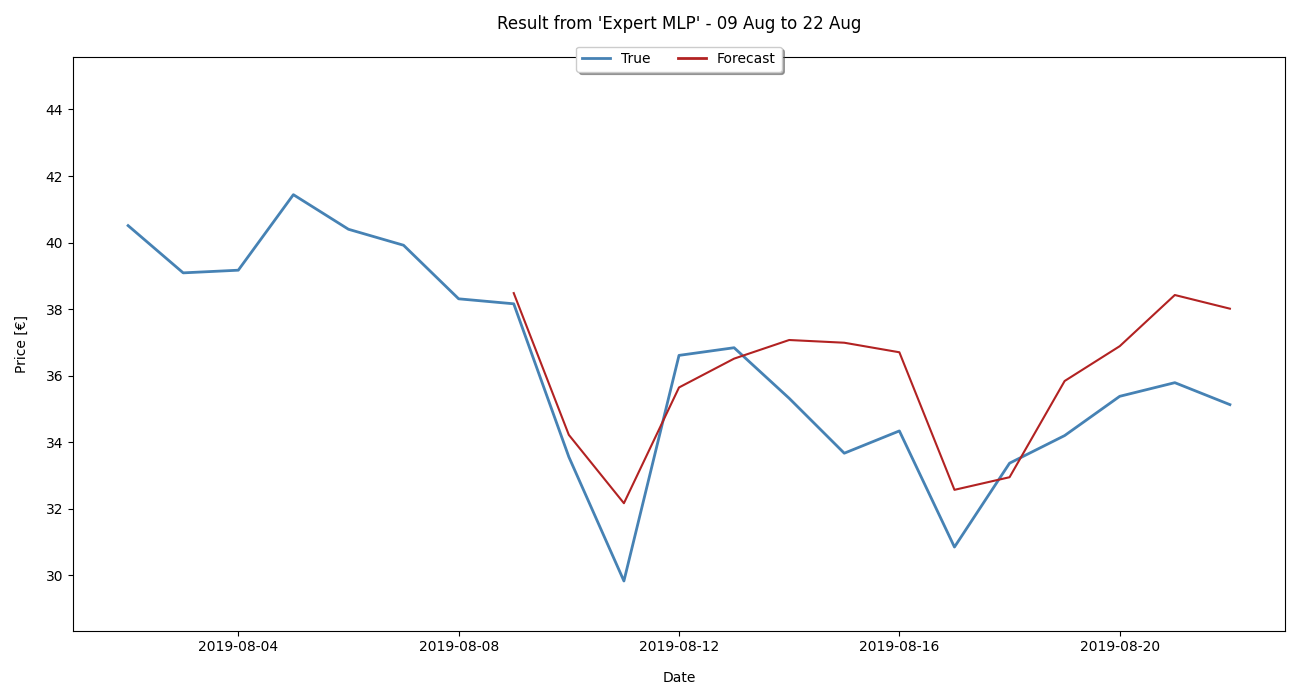 Result from 'Expert MLP' - 09 Aug to 22 Aug
True Forecast
44
42
40
38
36
34
32
30
Price [€]
2019-08-04 2019-08-08 2019-08-12 2019-08-16 2019-08-20
Date